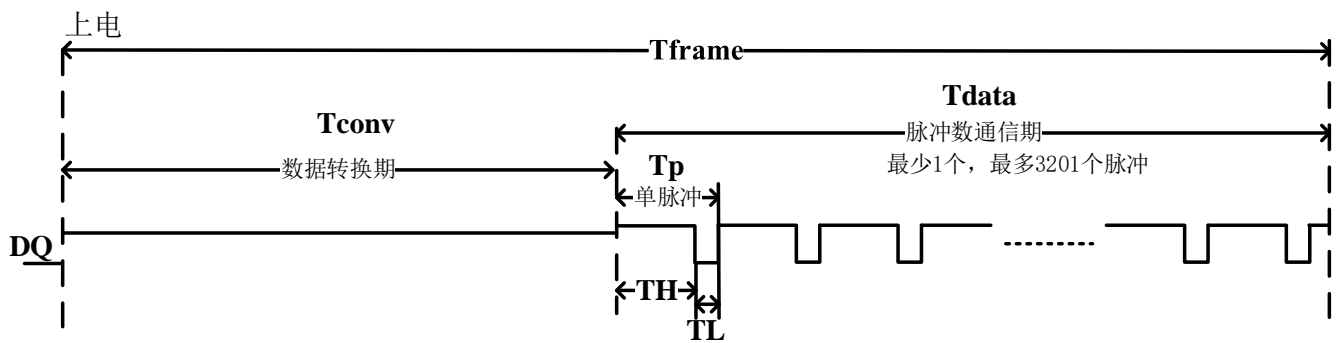 上电
Tframe
Tdata
Tconv
脉冲数通信期
数据转换期
最少1个，最多3201个脉冲
Tp
单脉冲
DQ
TH
TL